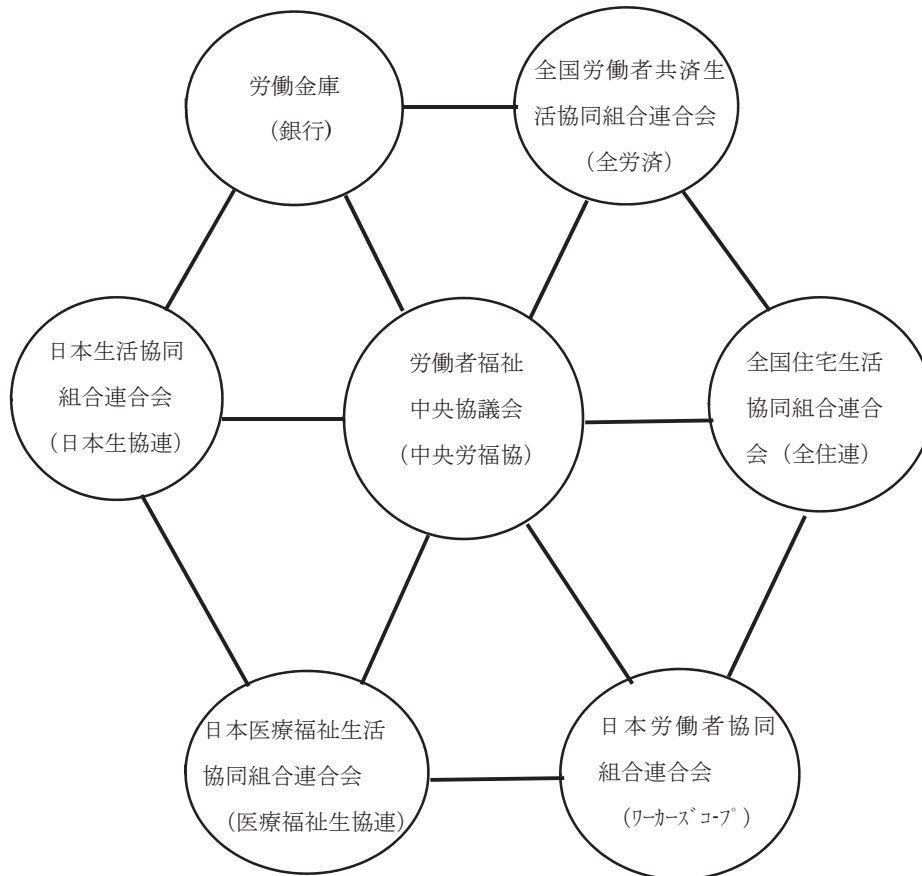 労働金庫
（銀行）
全国労働者共済生
活協同組合連合会
（全労済）
日本生活協同
組合連合会
（日本生協連）
労働者福祉
中央協議会
（中央労福協）
全国住宅生活
協同組合連合
会（全住連）
日本医療福祉生活
協同組合連合会
（医療福祉生協連）
日本労働者協同
組合連合会
（ﾜｰｶｰｽﾞｺｰﾌﾟ）